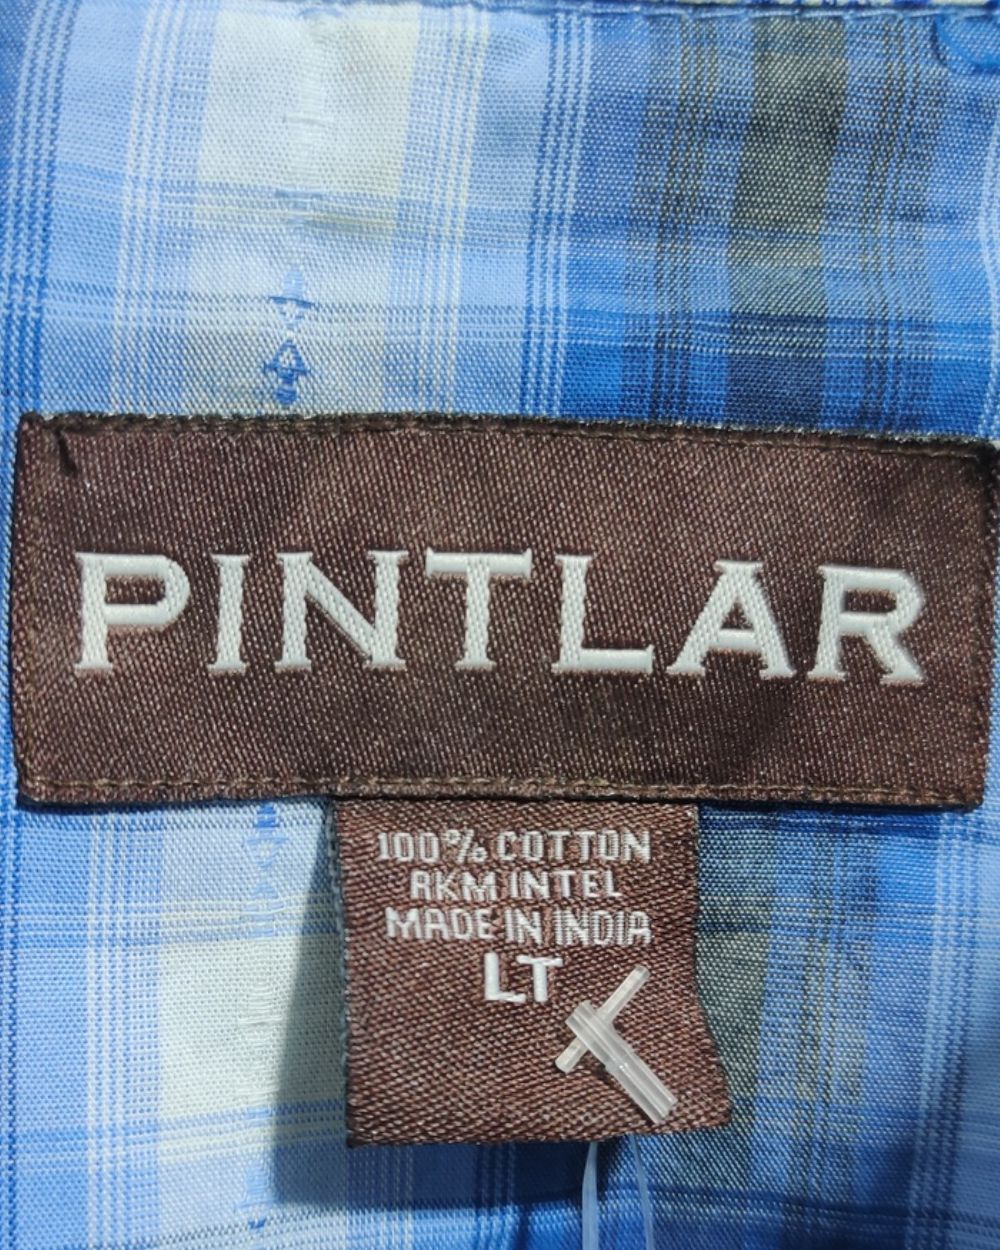 PINTLAR
100% COTTON
RKM INTEL
MADE IN INDIA
LT